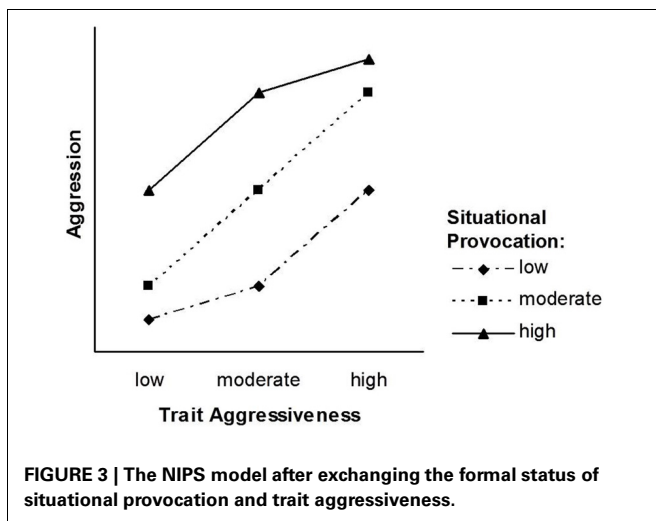 Aggression
Situational
Provocation:
low
moderate
high
low moderate high
Trait Aggressiveness
FIGURE 3 | The NIPS model after exchanging the formal status of
situational provocation and trait aggressiveness.